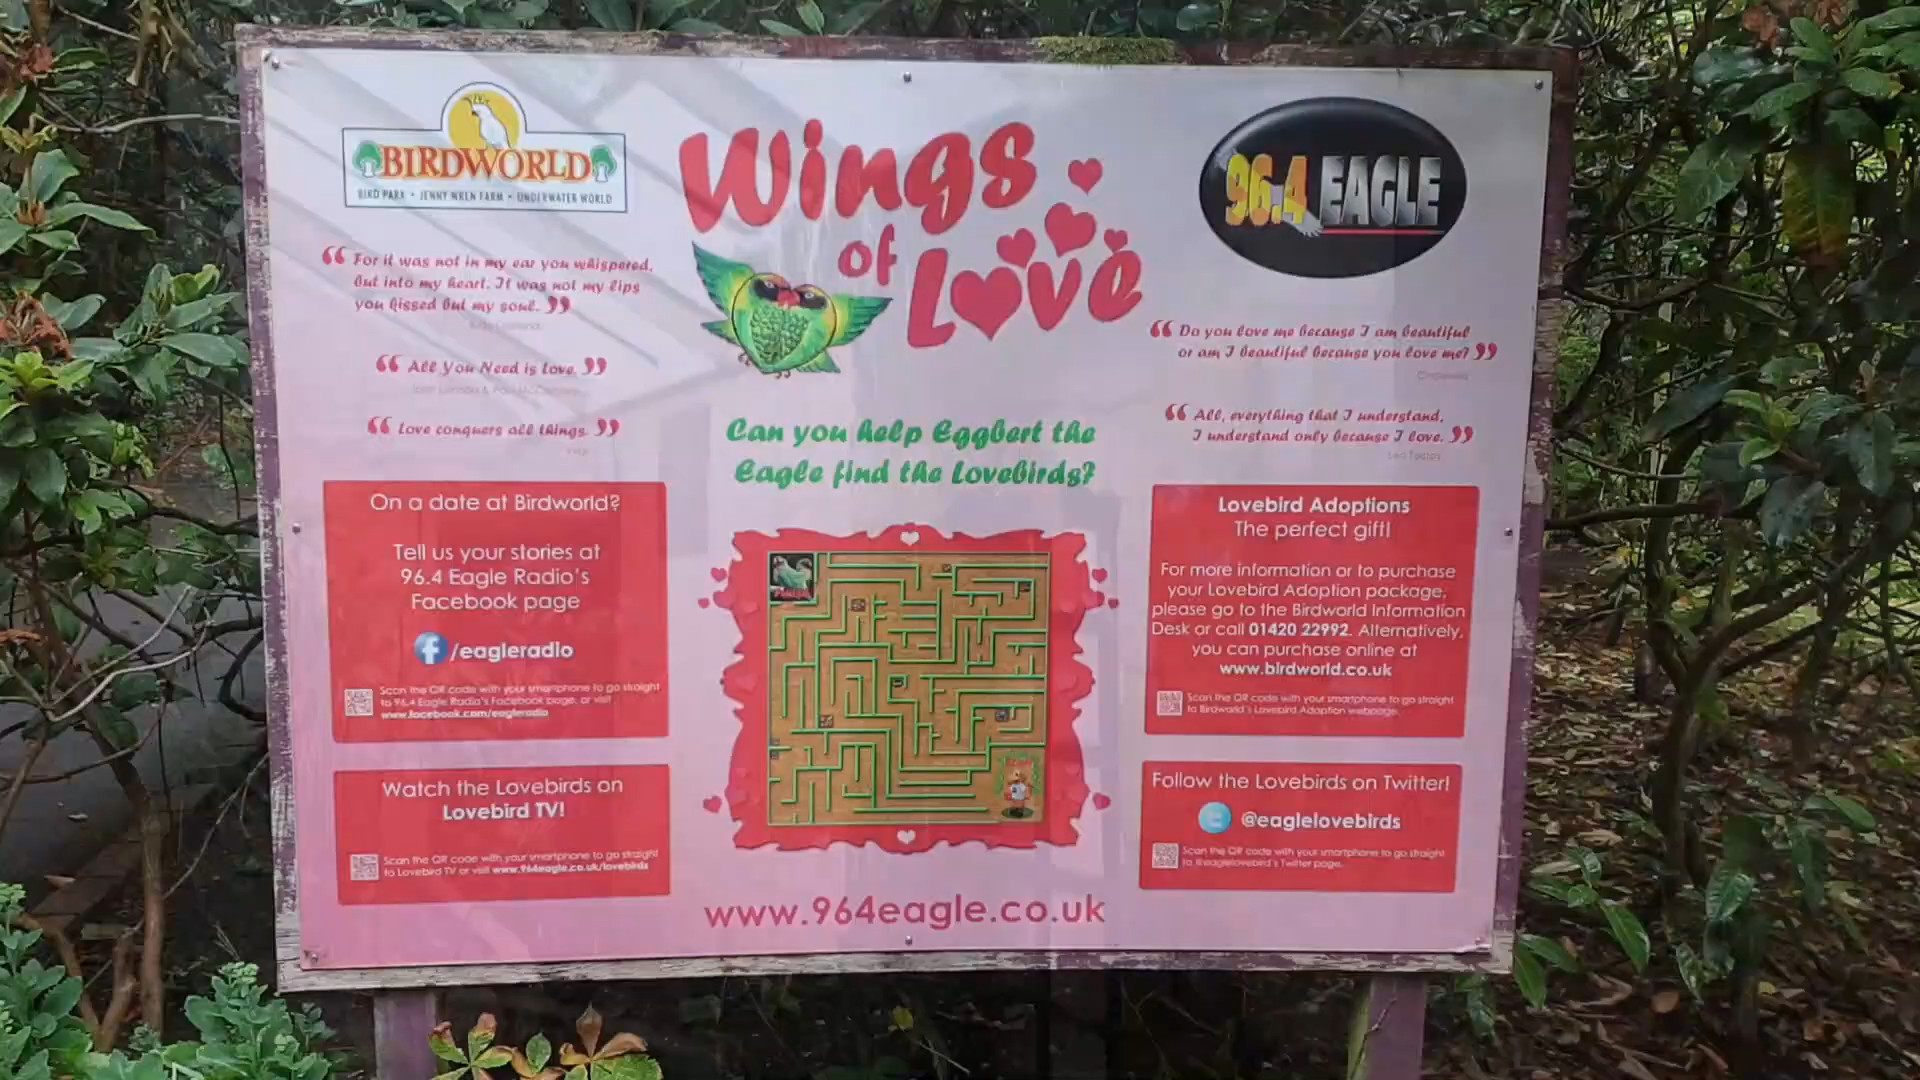 BIRDWORLD
BIRD PARK • JENNY WREN FARM • UNDERWATER WORLD
Wings
of
Love
96.4 EAGLE
“ For it was not in my ear you whispered,
But into my heart. It was not my lips
you kissed but my soul. ”
“ All You Need is Love. ”
“ Love conquers all things. ”
“ Do you love me because I am beautiful
or am I beautiful because you love me? ”
“ All, everything that I understand,
I understand only because I love. ”
Can you help Eggbert the
Eagle find the Lovebirds?
On a date at Birdworld?
Tell us your stories at
96.4 Eagle Radio's
Facebook page
/eagleradio
Scan the QR code with your smartphone to go straight
to 96.4 Eagle Radio's Facebook page, or visit
www.facebook.com/eagleradio
Watch the Lovebirds on
Lovebird TV!
Scan the QR code with your smartphone to go straight
to Lovebird TV or visit www.964eagle.co.uk/lovebirds
Lovebird Adoptions
The perfect gift!
For more information or to purchase
your Lovebird Adoption package,
please go to the Birdworld Information
Desk or call 01420 22992. Alternatively,
you can purchase online at
www.birdworld.co.uk
Scan the QR code with your smartphone to go straight
to Birdworld's Lovebird Adoption webpage.
Follow the Lovebirds on Twitter!
@eaglelovebirds
Scan the QR code with your smartphone to go straight
to @eaglelovebird's Twitter page.
www.964eagle.co.uk